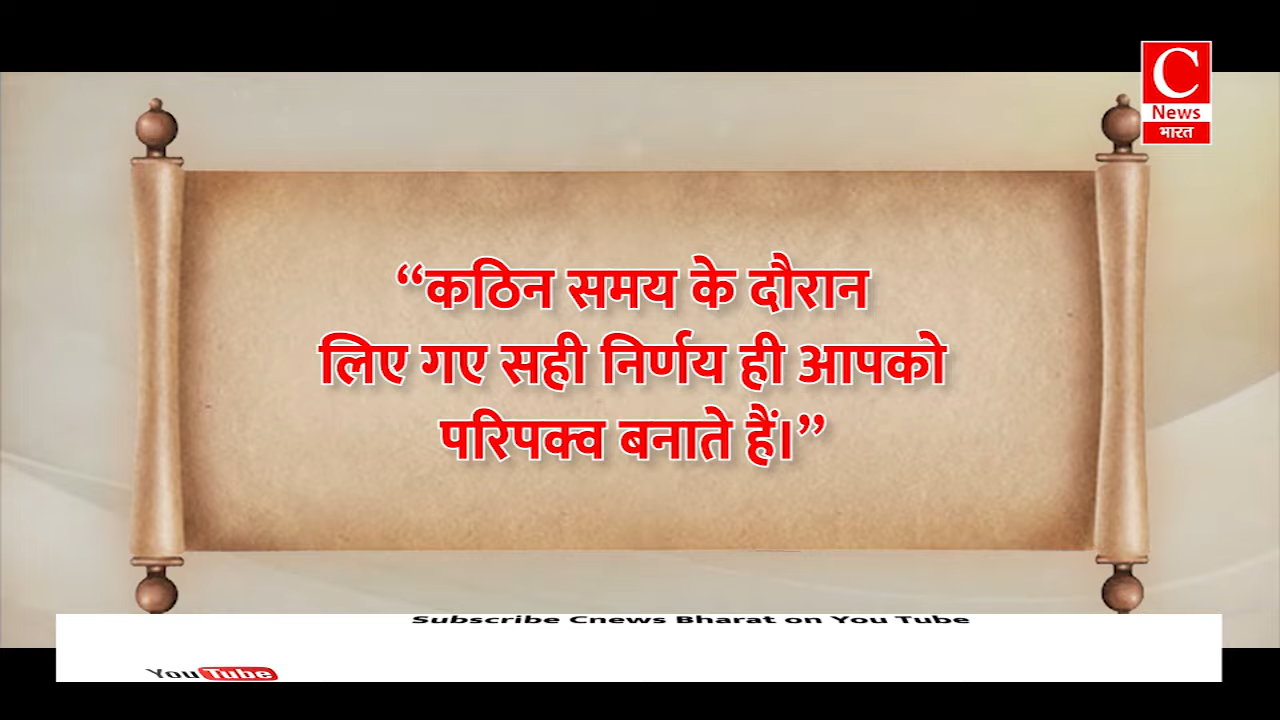 C
News
भारत
“कठिन समय के दौरान
लिए गए सही निर्णय ही आपको
परिपक्व बनाते हैं।”
Subscribe Cnews Bharat on You Tube
YouTube